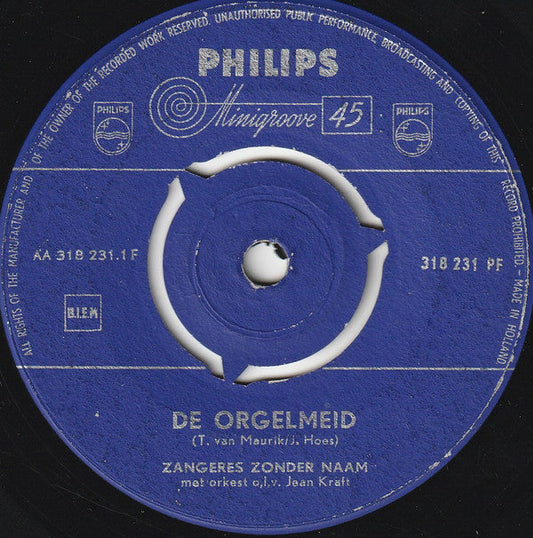 ALL RIGHTS OF THE MANUFACTURER AND OF THE OWNER OF THE RECORDED WORK RESERVED. UNAUTHORISED PUBLIC PERFORMANCE, BROADCASTING AND COPYING OF THIS RECORD PROHIBITED. - MADE IN HOLLAND
PHILIPS
Minigroove 45
PHILIPS
PHILIPS
AA 318 231.1F
318 231 PF
B.I.E.M
DE ORGELMEID
(T. van Maurik/J. Hoes)
ZANGERES ZONDER NAAM
met orkest o.l.v. Jean Kraft